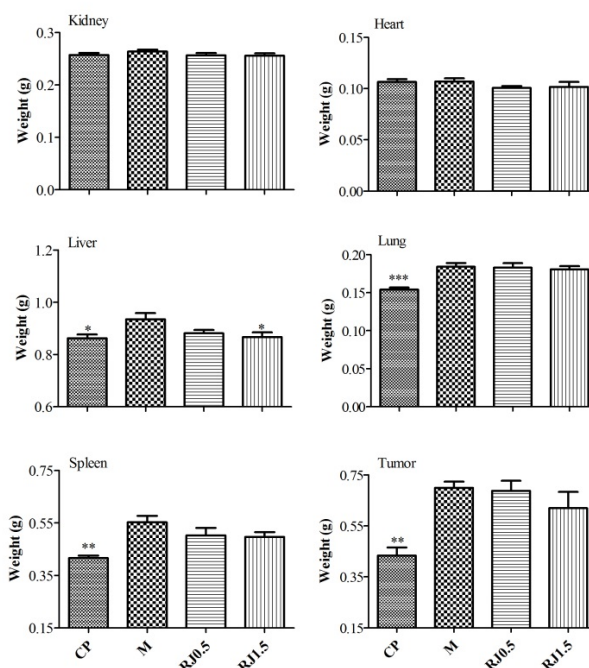 Kidney
Weight (g)
0.3
0.2
0.1
0.0
Heart
Weight (g)
0.15
0.10
0.05
0.00
Liver
Weight (g)
1.2
1.0
0.8
0.6
*
*
Lung
Weight (g)
0.20
0.15
0.10
0.05
0.00
***
Spleen
Weight (g)
0.75
0.55
0.35
0.15
**
CP
M
RJ0.5
RJ1.5
Tumor
Weight (g)
0.75
0.55
0.35
0.15
**
CP
M
RJ0.5
RJ1.5